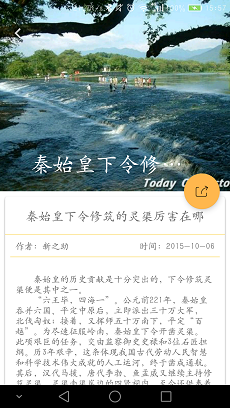 秦始皇下令修…
Today
秦始皇下令修筑的灵渠厉害在哪
作者：新之助
时间：2015-10-06
秦始皇的历史贡献是十分突出的，下令修筑灵
渠便是其中之一。
“六王毕，四海一”，公元前221年，秦始皇
吞并六国，平定中原后，立即派出三十万大军，
北伐匈奴；接着，又挥师五十万南下，平定“百
越”。为尽速征服岭南，秦始皇下令开凿灵渠。
此项艰巨的任务，交由监御史史禄和3位石匠担
纲。历3年艰辛，这条体现我国古代劳动人民智慧
和科学技术伟大成就的人工运河，终于凿成通航。
其后，汉代马援，唐代李勃、鱼孟威又继续主持修